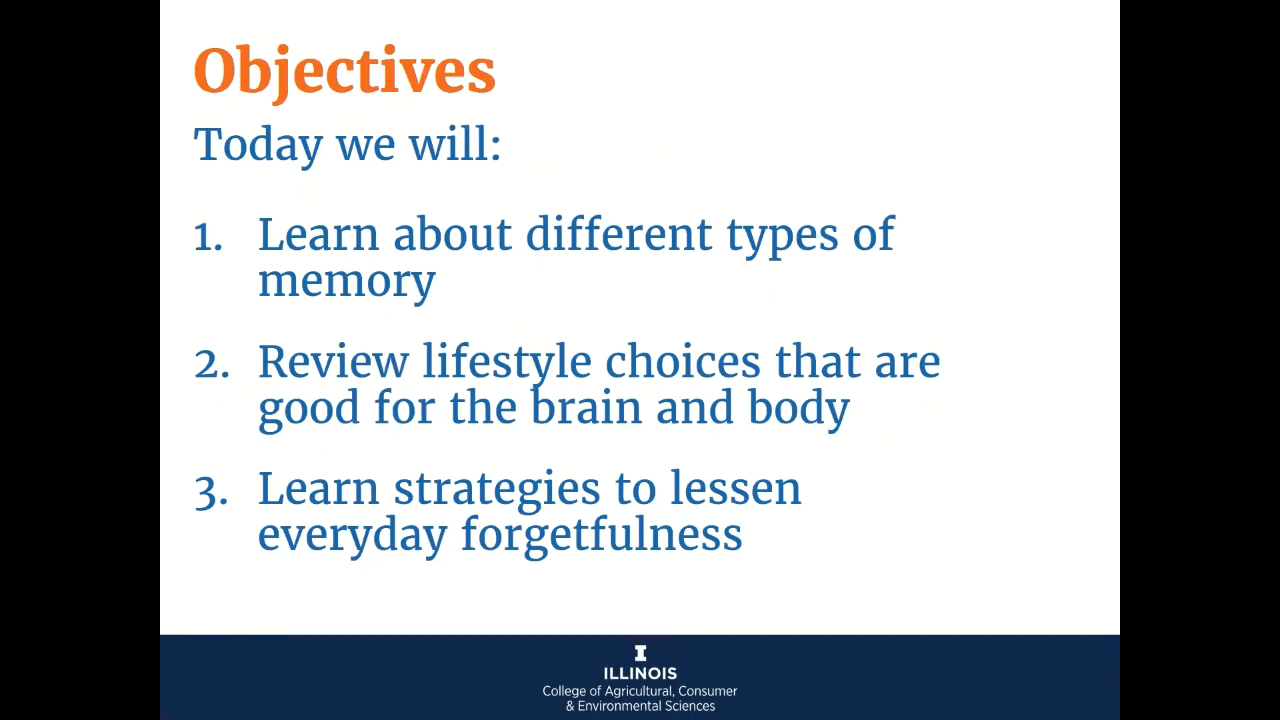 Objectives
Today we will:
1. Learn about different types of
memory
2. Review lifestyle choices that are
good for the brain and body
3. Learn strategies to lessen
everyday forgetfulness
I
ILLINOIS
College of Agricultural, Consumer
& Environmental Sciences